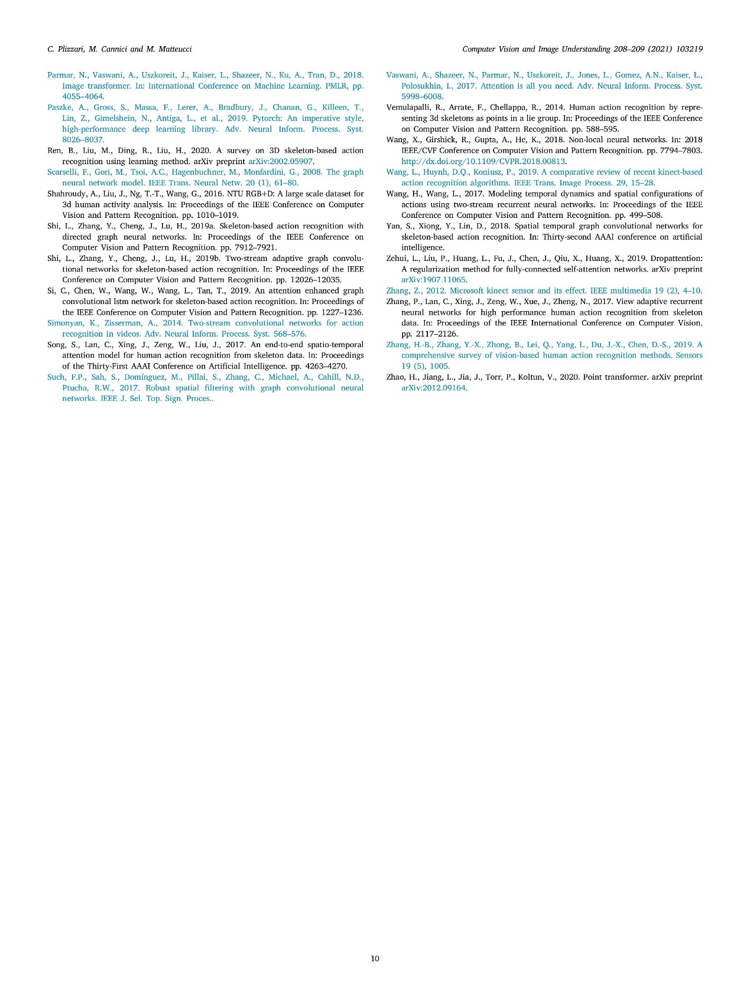 C. Plizzari, M. Cannici and M. Matteucci
Computer Vision and Image Understanding 208–209 (2021) 103219
Parmar, N., Vaswani, A., Uszkoreit, J., Kaiser, L., Shazeer, N., Ku, A., Tran, D., 2018.
Image transformer. In: International Conference on Machine Learning. PMLR, pp.
4055–4064.
Paszke, A., Gross, S., Massa, F., Lerer, A., Bradbury, J., Chanan, G., Killeen, T.,
Lin, Z., Gimelshein, N., Antiga, L., et al., 2019. Pytorch: An imperative style,
high-performance deep learning library. Adv. Neural Inform. Process. Syst.
8026–8037.
Ren, B., Liu, M., Ding, R., Liu, H., 2020. A survey on 3D skeleton-based action
recognition using learning method. arXiv preprint arXiv:2002.05907.
Scarselli, F., Gori, M., Tsoi, A.C., Hagenbuchner, M., Monfardini, G., 2008. The graph
neural network model. IEEE Trans. Neural Netw. 20 (1), 61–80.
Shahroudy, A., Liu, J., Ng, T.-T., Wang, G., 2016. NTU RGB+D: A large scale dataset for
3d human activity analysis. In: Proceedings of the IEEE Conference on Computer
Vision and Pattern Recognition. pp. 1010–1019.
Shi, L., Zhang, Y., Cheng, J., Lu, H., 2019a. Skeleton-based action recognition with
directed graph neural networks. In: Proceedings of the IEEE Conference on
Computer Vision and Pattern Recognition. pp. 7912–7921.
Shi, L., Zhang, Y., Cheng, J., Lu, H., 2019b. Two-stream adaptive graph convolu-
tional networks for skeleton-based action recognition. In: Proceedings of the IEEE
Conference on Computer Vision and Pattern Recognition. pp. 12026–12035.
Si, C., Chen, W., Wang, W., Wang, L., Tan, T., 2019. An attention enhanced graph
convolutional lstm network for skeleton-based action recognition. In: Proceedings of
the IEEE Conference on Computer Vision and Pattern Recognition. pp. 1227–1236.
Simonyan, K., Zisserman, A., 2014. Two-stream convolutional networks for action
recognition in videos. Adv. Neural Inform. Process. Syst. 568–576.
Song, S., Lan, C., Xing, J., Zeng, W., Liu, J., 2017. An end-to-end spatio-temporal
attention model for human action recognition from skeleton data. In: Proceedings
of the Thirty-First AAAI Conference on Artificial Intelligence. pp. 4263–4270.
Such, F.P., Sah, S., Domínguez, M., Pillai, S., Zhang, C., Michael, A., Cahill, N.D.,
Ptucha, R.W., 2017. Robust spatial filtering with graph convolutional neural
networks. IEEE J. Sel. Top. Sign. Proces..
Vaswani, A., Shazeer, N., Parmar, N., Uszkoreit, J., Jones, L., Gomez, A.N., Kaiser, Ł.,
Polosukhin, I., 2017. Attention is all you need. Adv. Neural Inform. Process. Syst.
5998–6008.
Vemulapalli, R., Arrate, F., Chellappa, R., 2014. Human action recognition by repre-
senting 3d skeletons as points in a lie group. In: Proceedings of the IEEE Conference
on Computer Vision and Pattern Recognition. pp. 588–595.
Wang, X., Girshick, R., Gupta, A., He, K., 2018. Non-local neural networks. In: 2018
IEEE/CVF Conference on Computer Vision and Pattern Recognition. pp. 7794–7803.
http://dx.doi.org/10.1109/CVPR.2018.00813.
Wang, L., Huynh, D.Q., Koniusz, P., 2019. A comparative review of recent kinect-based
action recognition algorithms. IEEE Trans. Image Process. 29, 15–28.
Wang, H., Wang, L., 2017. Modeling temporal dynamics and spatial configurations of
actions using two-stream recurrent neural networks. In: Proceedings of the IEEE
Conference on Computer Vision and Pattern Recognition. pp. 499–508.
Yan, S., Xiong, Y., Lin, D., 2018. Spatial temporal graph convolutional networks for
skeleton-based action recognition. In: Thirty-second AAAI conference on artificial
intelligence.
Zehui, L., Liu, P., Huang, L., Fu, J., Chen, J., Qiu, X., Huang, X., 2019. Dropattention:
A regularization method for fully-connected self-attention networks. arXiv preprint
arXiv:1907.11065.
Zhang, Z., 2012. Microsoft kinect sensor and its effect. IEEE multimedia 19 (2), 4–10.
Zhang, P., Lan, C., Xing, J., Zeng, W., Xue, J., Zheng, N., 2017. View adaptive recurrent
neural networks for high performance human action recognition from skeleton
data. In: Proceedings of the IEEE International Conference on Computer Vision.
pp. 2117–2126.
Zhang, H.-B., Zhang, Y.-X., Zhong, B., Lei, Q., Yang, L., Du, J.-X., Chen, D.-S., 2019. A
comprehensive survey of vision-based human action recognition methods. Sensors
19 (5), 1005.
Zhao, H., Jiang, L., Jia, J., Torr, P., Koltun, V., 2020. Point transformer. arXiv preprint
arXiv:2012.09164.
10